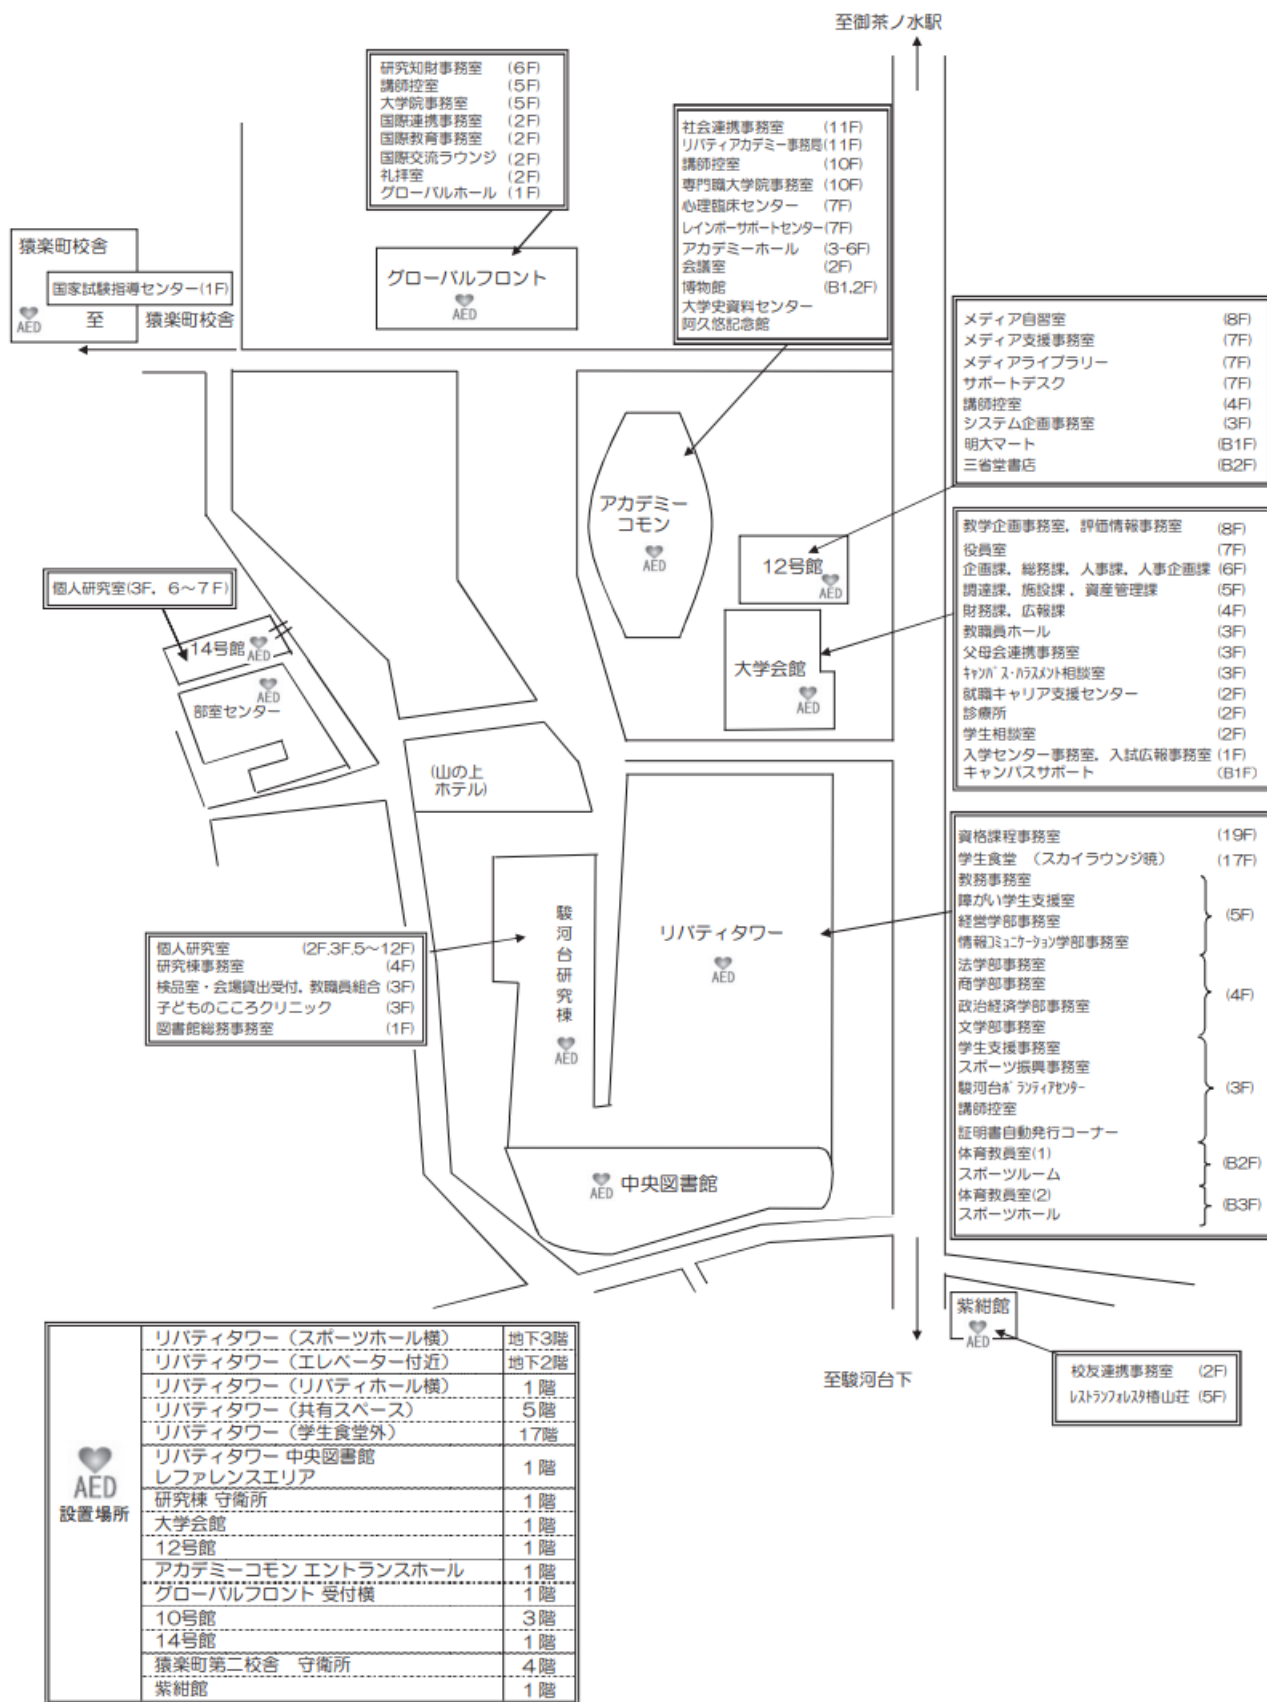 至御茶ノ水駅
研究知財事務室 (6F)
講師控室 (5F)
大学院事務室 (5F)
国際連携事務室 (2F)
国際教育事務室 (2F)
国際交流ラウンジ (2F)
礼拝室 (2F)
グローバルホール (1F)
社会連携事務室 (11F)
リバティアカデミー事務局(11F)
講師控室 (10F)
専門職大学院事務室 (10F)
心理臨床センター (7F)
レインボーサポートセンター(7F)
アカデミーホール (3-6F)
会議室 (2F)
博物館 (B1,2F)
大学史資料センター
阿久悠記念館
猿楽町校舎
国家試験指導センター(1F)
AED
至 猿楽町校舎
グローバルフロント
AED
メディア自習室 (8F)
メディア支援事務室 (7F)
メディアライブラリー (7F)
サポートデスク (7F)
講師控室 (4F)
システム企画事務室 (3F)
明大マート (B1F)
三省堂書店 (B2F)
アカデミー
コモン
AED
12号館
AED
教学企画事務室，評価情報事務室 (8F)
役員室 (7F)
企画課，総務課，人事課，人事企画課 (6F)
調達課，施設課，資産管理課 (5F)
財務課，広報課 (4F)
教職員ホール (3F)
父母会連携事務室 (3F)
ｷｬﾝﾊﾟｽ・ﾊﾗｽﾒﾝﾄ相談室 (3F)
就職キャリア支援センター (2F)
診療所 (2F)
学生相談室 (2F)
入学センター事務室，入試広報事務室 (1F)
キャンパスサポート (B1F)
個人研究室(3F，6～7F)
14号館
AED
AED
部室センター
大学会館
AED
(山の上
ホテル)
資格課程事務室 (19F)
学生食堂 （スカイラウンジ暁） (17F)
教務事務室
障がい学生支援室
経営学部事務室
情報ｺﾐｭﾆｹｰｼｮﾝ学部事務室
(5F)
法学部事務室
商学部事務室
政治経済学部事務室
文学部事務室
(4F)
学生支援事務室
スポーツ振興事務室
駿河台ﾎﾞﾗﾝﾃｨｱｾﾝﾀｰ
講師控室
証明書自動発行コーナー
(3F)
体育教員室(1)
スポーツルーム
(B2F)
体育教員室(2)
スポーツホール
(B3F)
個人研究室 (2F,3F,5～12F)
研究棟事務室 (4F)
検品室・会場貸出受付，教職員組合 (3F)
子どものこころクリニック (3F)
図書館総務事務室 (1F)
駿河台研究棟
AED
リバティタワー
AED
AED
中央図書館
紫紺館
AED
至駿河台下
校友連携事務室 (2F)
ﾚｽﾄﾗﾝﾌｫﾚｽﾀ椿山荘 (5F)
AED
設置場所
リバティタワー（スポーツホール横） 地下3階
リバティタワー（エレベーター付近） 地下2階
リバティタワー（リバティホール横） 1階
リバティタワー（共有スペース） 5階
リバティタワー（学生食堂外） 17階
リバティタワー 中央図書館
レファレンスエリア 1階
研究棟 守衛所 1階
大学会館 1階
12号館 1階
アカデミーコモン エントランスホール 1階
グローバルフロント 受付横 1階
10号館 3階
14号館 1階
猿楽町第二校舎 守衛所 4階
紫紺館 1階